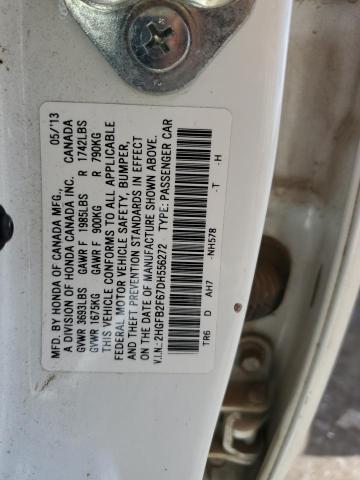 MFD. BY HONDA OF CANADA MFG., 05/'13
A DIVISION OF HONDA CANADA INC. CANADA
GVWR 3693LBS GAWR F 1985LBS R 1742LBS
GVWR 1675KG GAWR F 900KG R 790KG
THIS VEHICLE CONFORMS TO ALL APPLICABLE
FEDERAL MOTOR VEHICLE SAFETY, BUMPER,
AND THEFT PREVENTION STANDARDS IN EFFECT
ON THE DATE OF MANUFACTURE SHOWN ABOVE.
V.I.N.: 2HGFB2F67DH556272 TYPE: PASSENGER CAR
TR6 D AH7 -NH578 -T -H